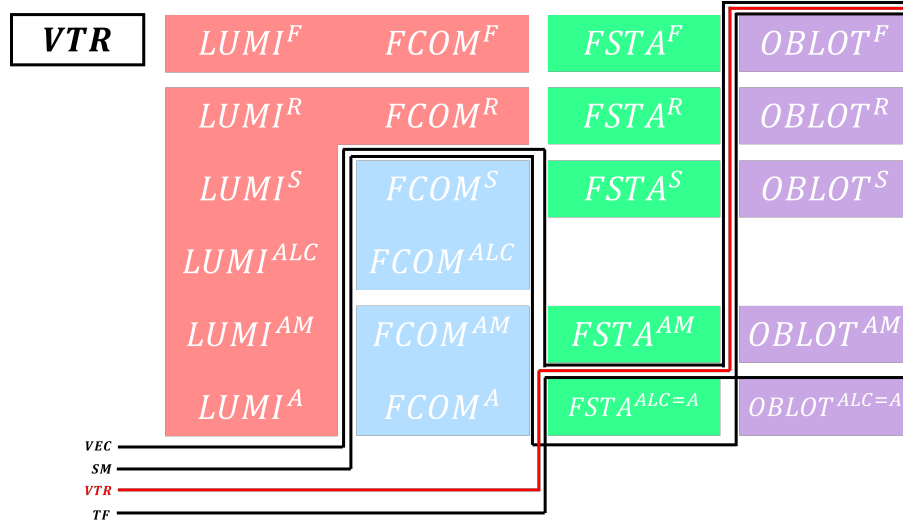 VTR
LUMI^F FCOM^F FSTA^F OBLOT^F
LUMI^R FCOM^R FSTA^R OBLOT^R
LUMI^S FCOM^S FSTA^S OBLOT^S
LUMI^ALC FCOM^ALC
LUMI^AM FCOM^AM FSTA^AM OBLOT^AM
LUMI^A FCOM^A FSTA^ALC=A OBLOT^ALC=A
VEC
SM
VTR
TF